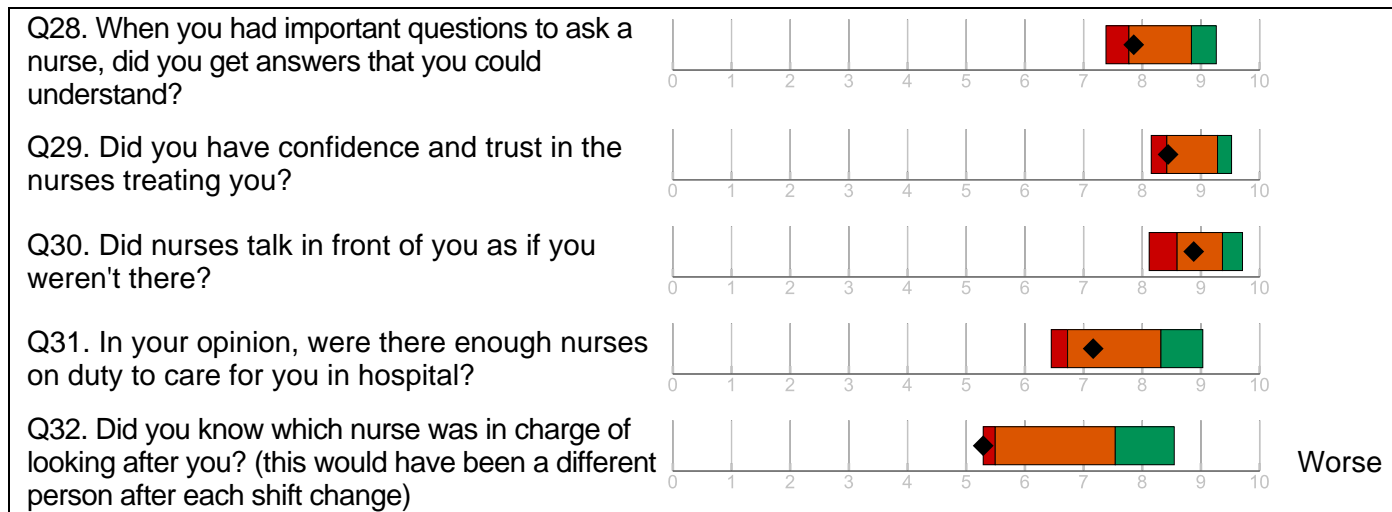 Q28. When you had important questions to ask a
nurse, did you get answers that you could
understand?
0 1 2 3 4 5 6 7 8 9 10
Q29. Did you have confidence and trust in the
nurses treating you?
0 1 2 3 4 5 6 7 8 9 10
Q30. Did nurses talk in front of you as if you
weren't there?
0 1 2 3 4 5 6 7 8 9 10
Q31. In your opinion, were there enough nurses
on duty to care for you in hospital?
0 1 2 3 4 5 6 7 8 9 10
Q32. Did you know which nurse was in charge of
looking after you? (this would have been a different
person after each shift change)
0 1 2 3 4 5 6 7 8 9 10
Worse